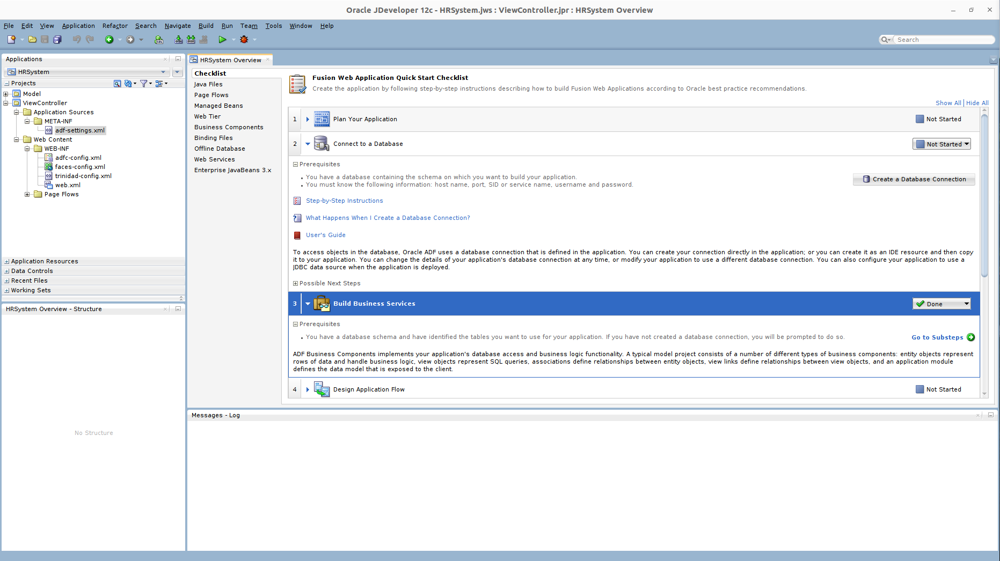 Oracle JDeveloper 12c - HRSystem.jws : ViewController.jpr : HRSystem Overview
File Edit View Application Refactor Search Navigate Build Run Team Tools Window Help
Search
Applications
HRSystem
Projects
Model
ViewController
Application Sources
META-INF
adf-settings.xml
Web Content
WEB-INF
adfc-config.xml
faces-config.xml
trinidad-config.xml
web.xml
Page Flows
Application Resources
Data Controls
Recent Files
Working Sets
HRSystem Overview - Structure
No Structure
HRSystem Overview
Checklist
Java Files
Page Flows
Managed Beans
Web Tier
Business Components
Binding Files
Offline Database
Web Services
Enterprise JavaBeans 3.x
Fusion Web Application Quick Start Checklist
Create the application by following step-by-step instructions describing how to build Fusion Web Applications according to Oracle best practice recommendations.
Show All | Hide All
1 Plan Your Application Not Started
2 Connect to a Database Not Started
Prerequisites
• You have a database containing the schema on which you want to build your application.
• You must know the following information: host name, port, SID or service name, username and password.
Create a Database Connection
Step-by-Step Instructions
What Happens When I Create a Database Connection?
User's Guide
To access objects in the database, Oracle ADF uses a database connection that is defined in the application. You can create your connection directly in the application; or you can create it as an IDE resource and then copy
it to your application. You can change the details of your application's database connection at any time, or modify your application to use a different database connection. You can also configure your application to use a
JDBC data source when the application is deployed.
Possible Next Steps
3 Build Business Services Done
Prerequisites
• You have a database schema and have identified the tables you want to use for your application. If you have not created a database connection, you will be prompted to do so.
Go to Substeps
ADF Business Components implements your application's database access and business logic functionality. A typical model project consists of a number of different types of business components: entity objects represent
rows of data and handle business logic, view objects represent SQL queries, associations define relationships between entity objects, view links define relationships between view objects, and an application module
defines the data model that is exposed to the client.
4 Design Application Flow Not Started
Messages - Log